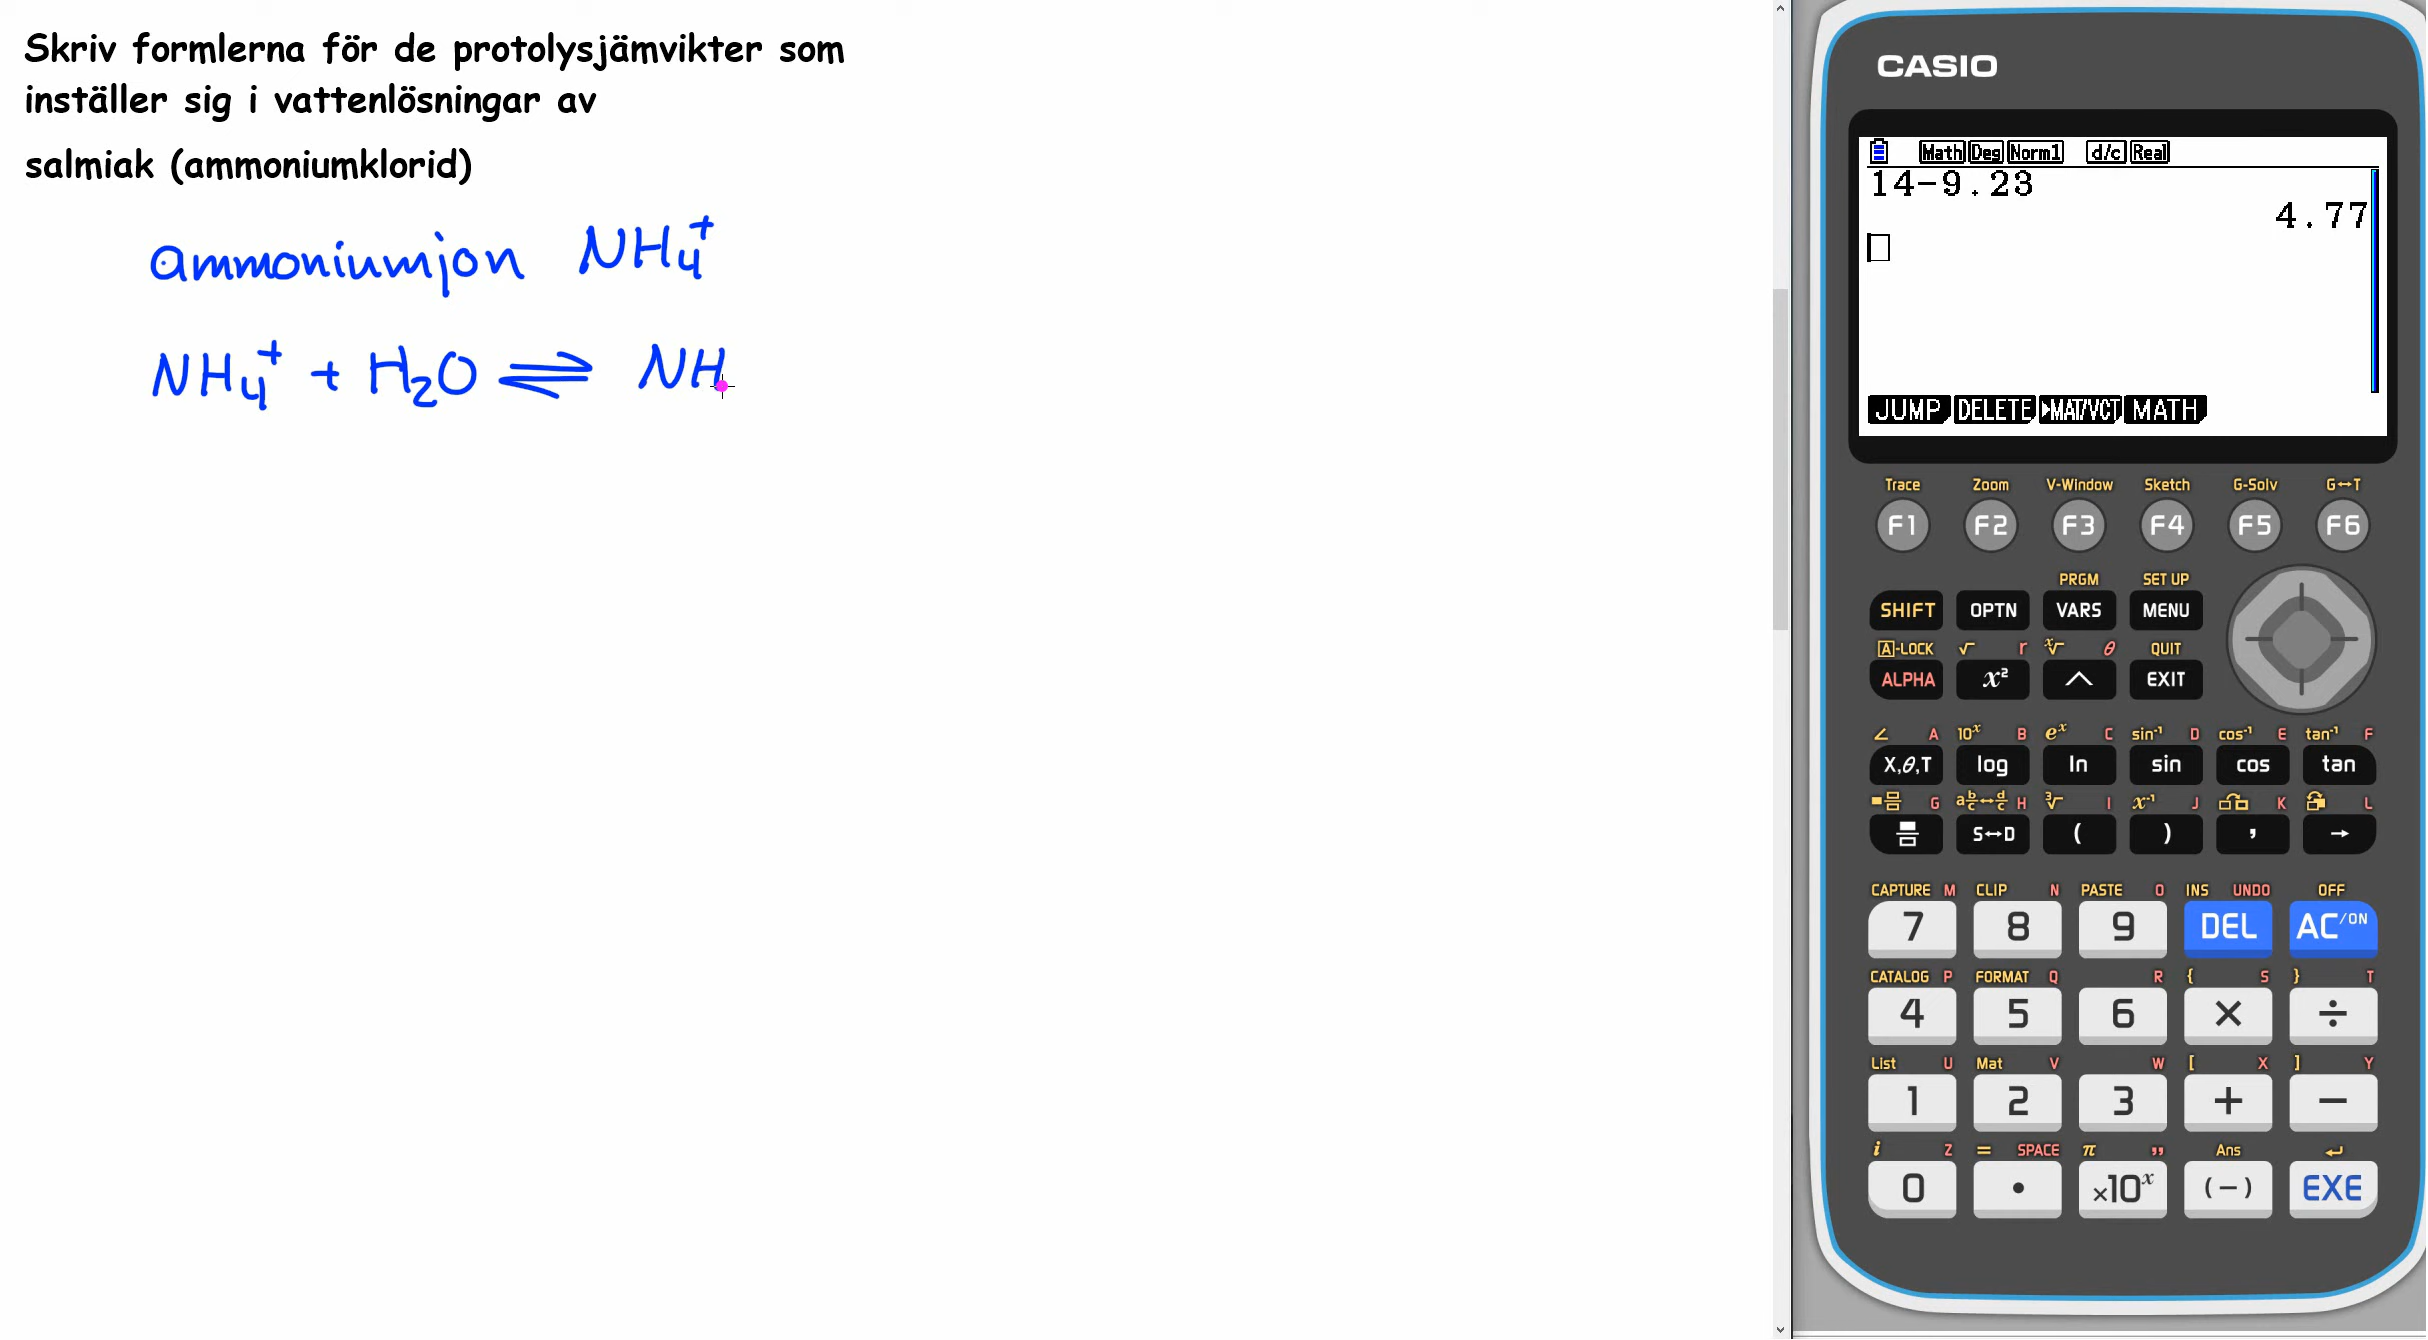 Skriv formlerna för de protolysjämvikter som
inställer sig i vattenlösningar av
salmiak (ammoniumklorid)
ammoniumjon NH₄⁺
NH₄⁺ + H₂O ⇌ NH
CASIO
Math Deg Norm1 d/c Real
14-9.23
4.77
JUMP DELETE ▶MAT/VCT MATH
Trace Zoom V-Window Sketch G-Solv G↔T
F1 F2 F3 F4 F5 F6
PRGM SET UP
SHIFT OPTN VARS MENU
A-LOCK √ r ˣ√ θ QUIT
ALPHA x² ^ EXIT
∠ A 10ˣ B eˣ C sin⁻¹ D cos⁻¹ E tan⁻¹ F
X,θ,T log ln sin cos tan
G a b/c↔d/c H ³√ I x⁻¹ J K L
S↔D ( ) , →
CAPTURE M CLIP N PASTE O INS UNDO OFF
7 8 9 DEL AC/ON
CATALOG P FORMAT Q R { S } T
4 5 6 × ÷
List U Mat V W [ X ] Y
1 2 3 + −
i Z = SPACE π " Ans ↵
0 • ×10ˣ (−) EXE